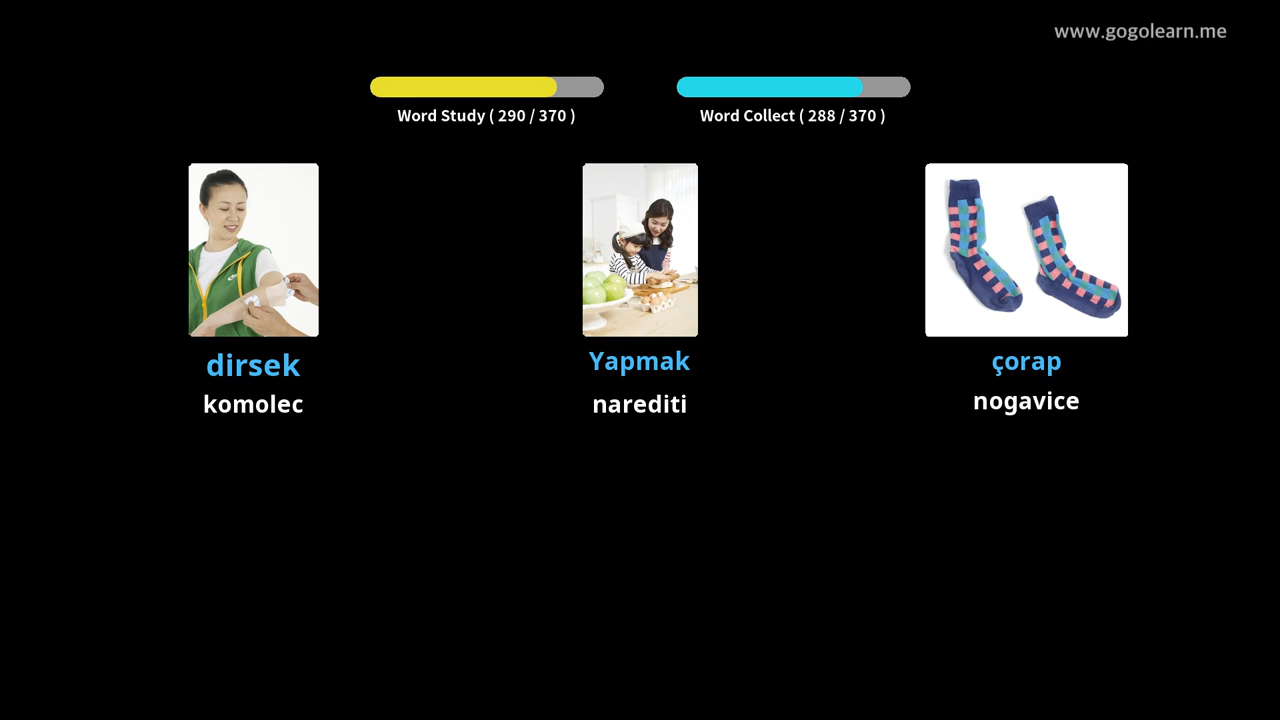 www.gogolearn.me
Word Study ( 290 / 370 )
Word Collect ( 288 / 370 )
dirsek
Yapmak
çorap
komolec
narediti
nogavice